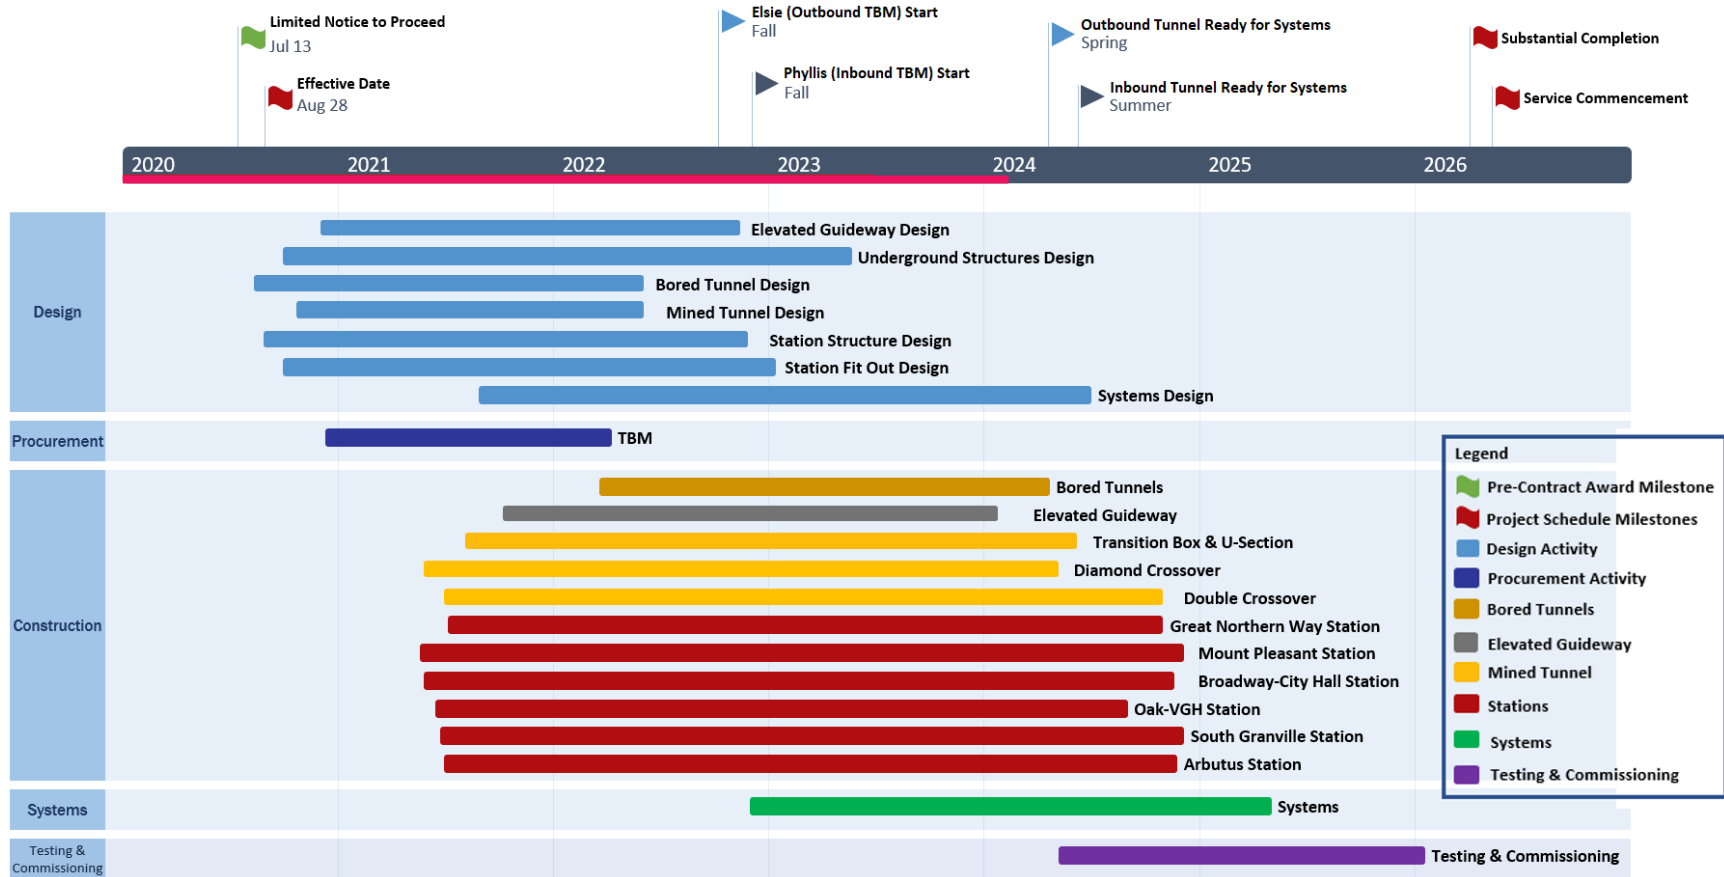 Limited Notice to Proceed
Jul 13
Effective Date
Aug 28
Elsie (Outbound TBM) Start
Fall
Phyllis (Inbound TBM) Start
Fall
Outbound Tunnel Ready for Systems
Spring
Inbound Tunnel Ready for Systems
Summer
Substantial Completion
Service Commencement
2020 2021 2022 2023 2024 2025 2026
Design
Elevated Guideway Design
Underground Structures Design
Bored Tunnel Design
Mined Tunnel Design
Station Structure Design
Station Fit Out Design
Systems Design
Procurement
TBM
Construction
Bored Tunnels
Elevated Guideway
Transition Box & U-Section
Diamond Crossover
Double Crossover
Great Northern Way Station
Mount Pleasant Station
Broadway-City Hall Station
Oak-VGH Station
South Granville Station
Arbutus Station
Systems
Systems
Testing &
Commissioning
Testing & Commissioning
Legend
Pre-Contract Award Milestone
Project Schedule Milestones
Design Activity
Procurement Activity
Bored Tunnels
Elevated Guideway
Mined Tunnel
Stations
Systems
Testing & Commissioning